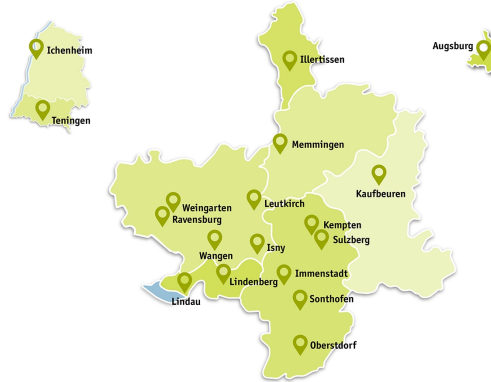 Augsburg
Ichenheim
Illertissen
Teningen
Memmingen
Kaufbeuren
Leutkirch
Weingarten
Ravensburg
Kempten
Sulzberg
Isny
Wangen
Immenstadt
Lindenberg
Lindau
Sonthofen
Oberstdorf